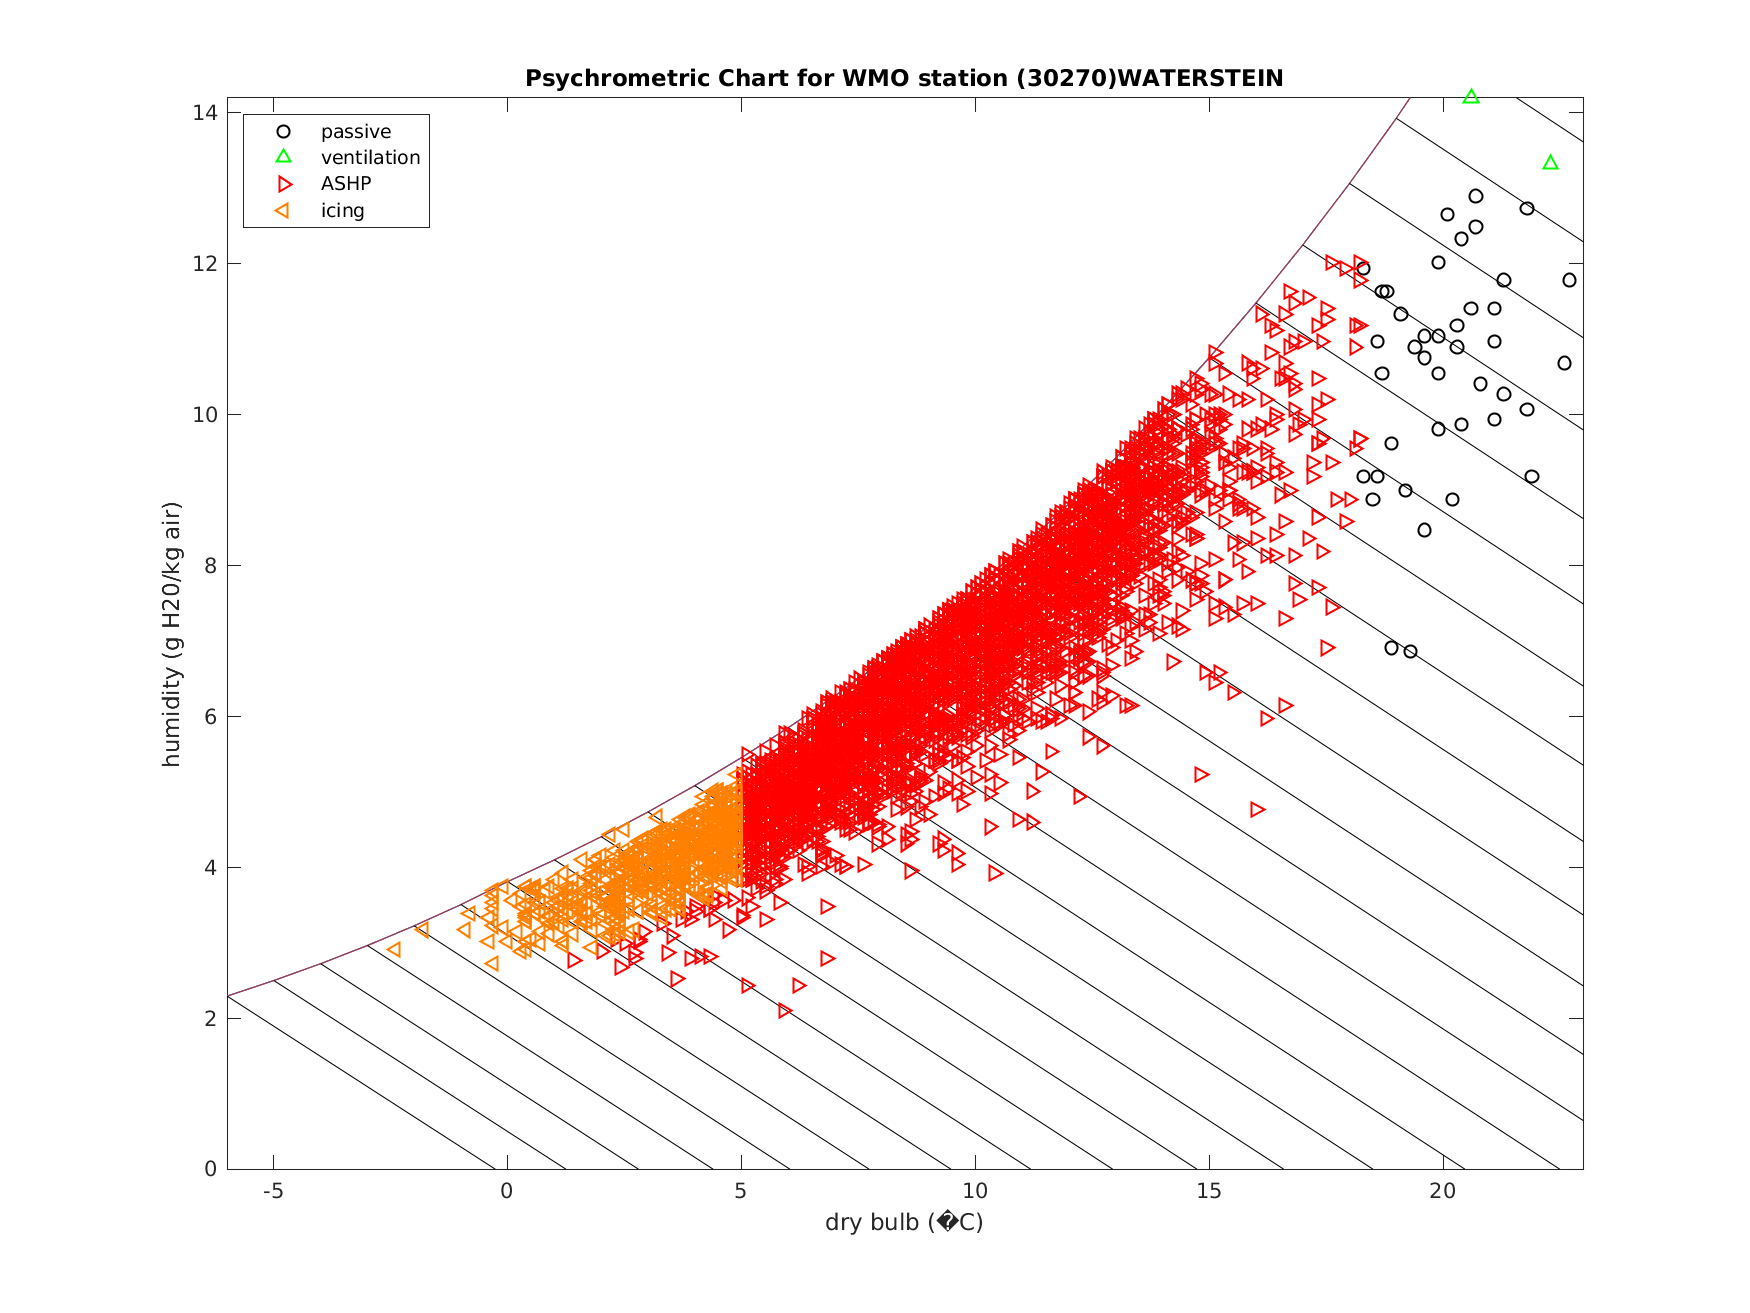 Psychrometric Chart for WMO station (30270)WATERSTEIN
passive
ventilation
ASHP
icing
humidity (g H20/kg air)
14
12
10
8
6
4
2
0
-5 0 5 10 15 20
dry bulb (�C)